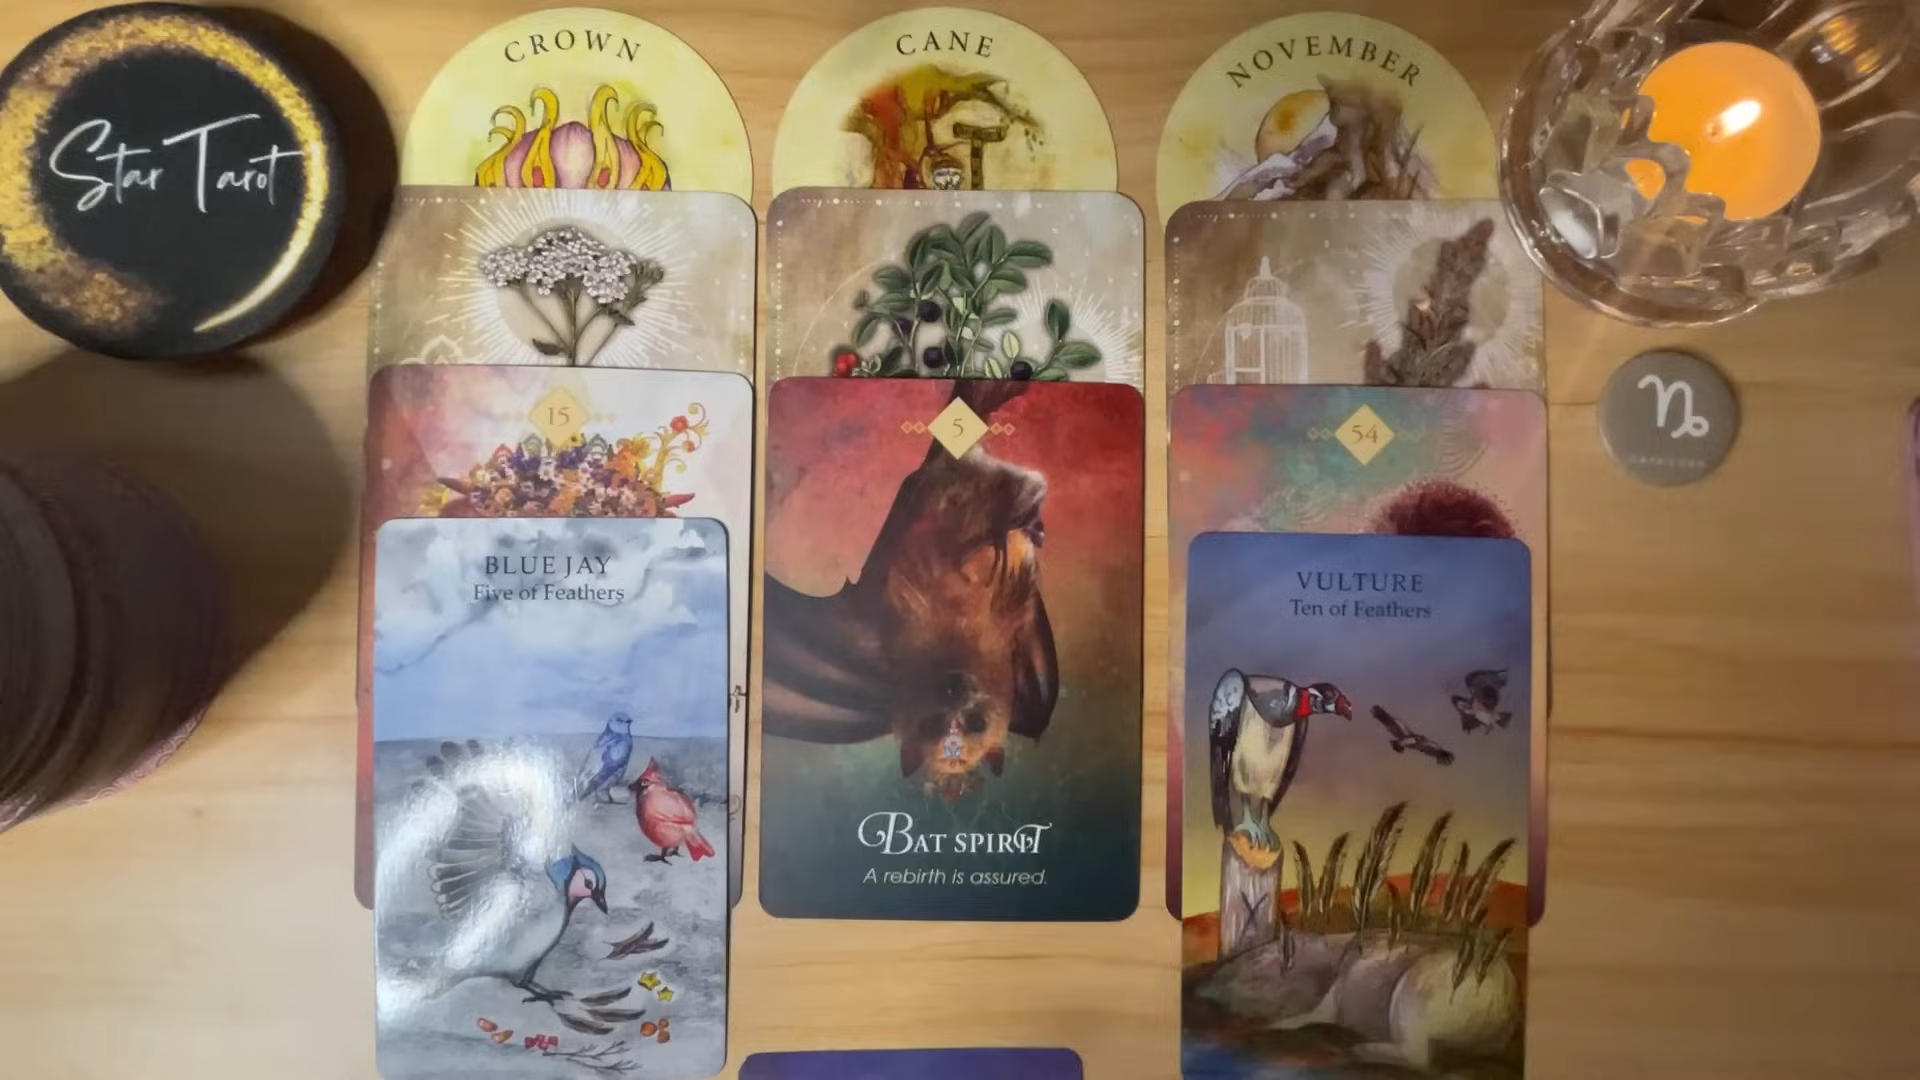 Star Tarot
CROWN
CANE
NOVEMBER
15
5
54
BLUE JAY
Five of Feathers
VULTURE
Ten of Feathers
BAT SPIRIT
A rebirth is assured.
CAPRICORN